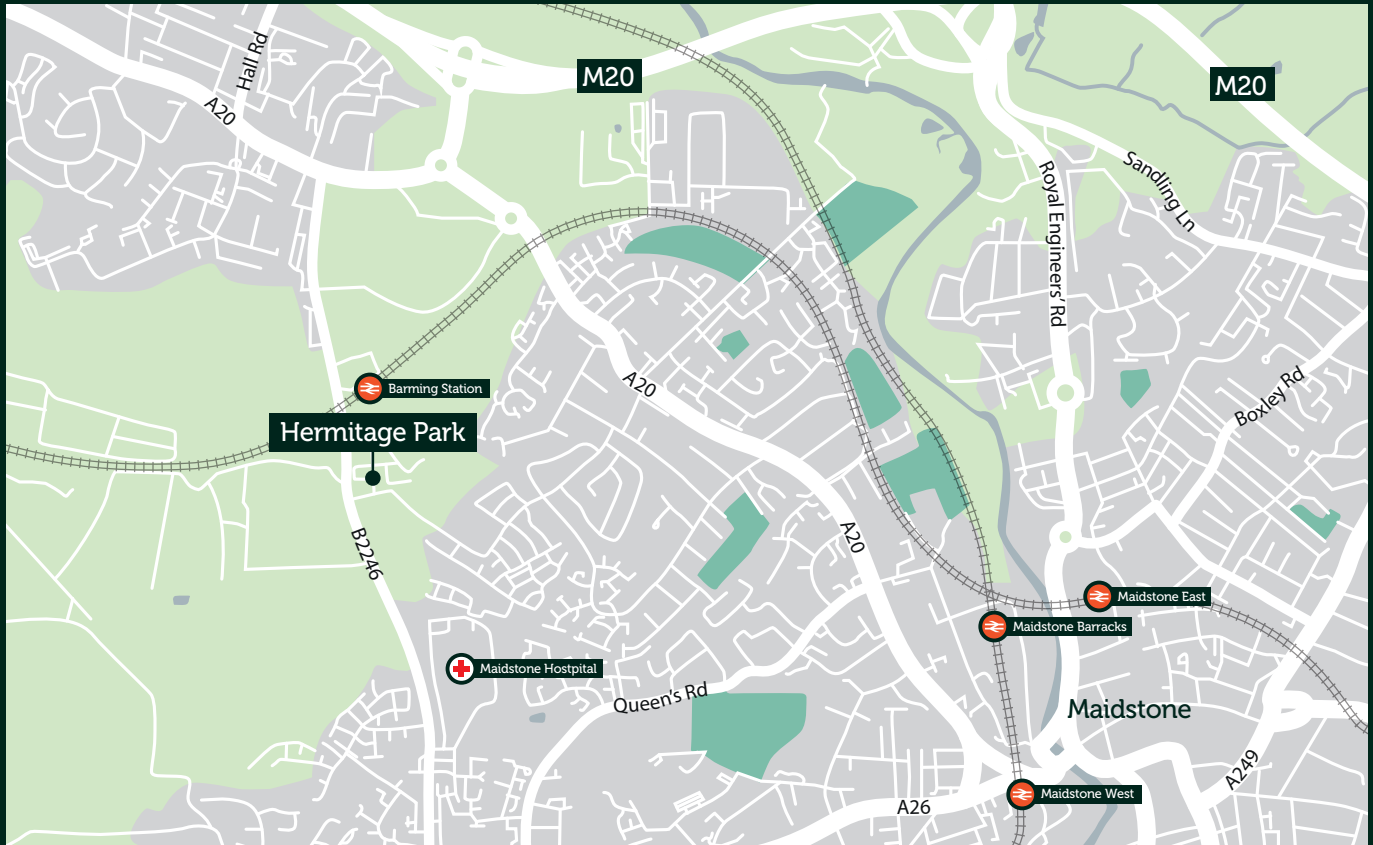 Hall Rd
M20
M20
A20
Sandling Ln
Royal Engineers' Rd
A20
Boxley Rd
Barming Station
Hermitage Park
A20
B2246
Maidstone East
Maidstone Barracks
Maidstone Hostpital
Queen's Rd
Maidstone
A249
Maidstone West
A26